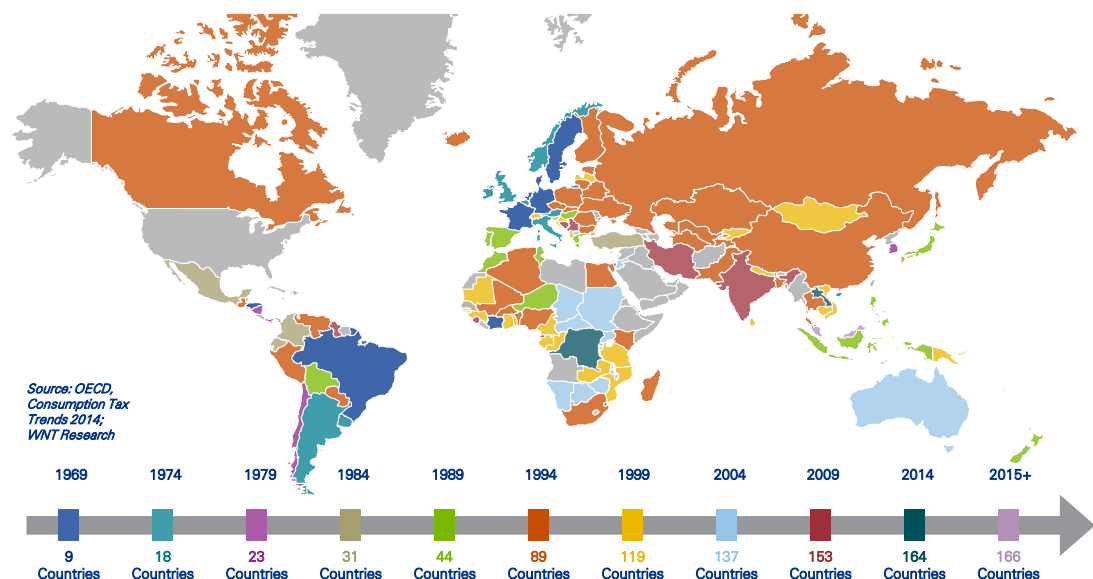 Source: OECD,
Consumption Tax
Trends 2014;
WNT Research
1969 1974 1979 1984 1989 1994 1999 2004 2009 2014 2015+
9 18 23 31 44 89 119 137 153 164 166
Countries Countries Countries Countries Countries Countries Countries Countries Countries Countries Countries